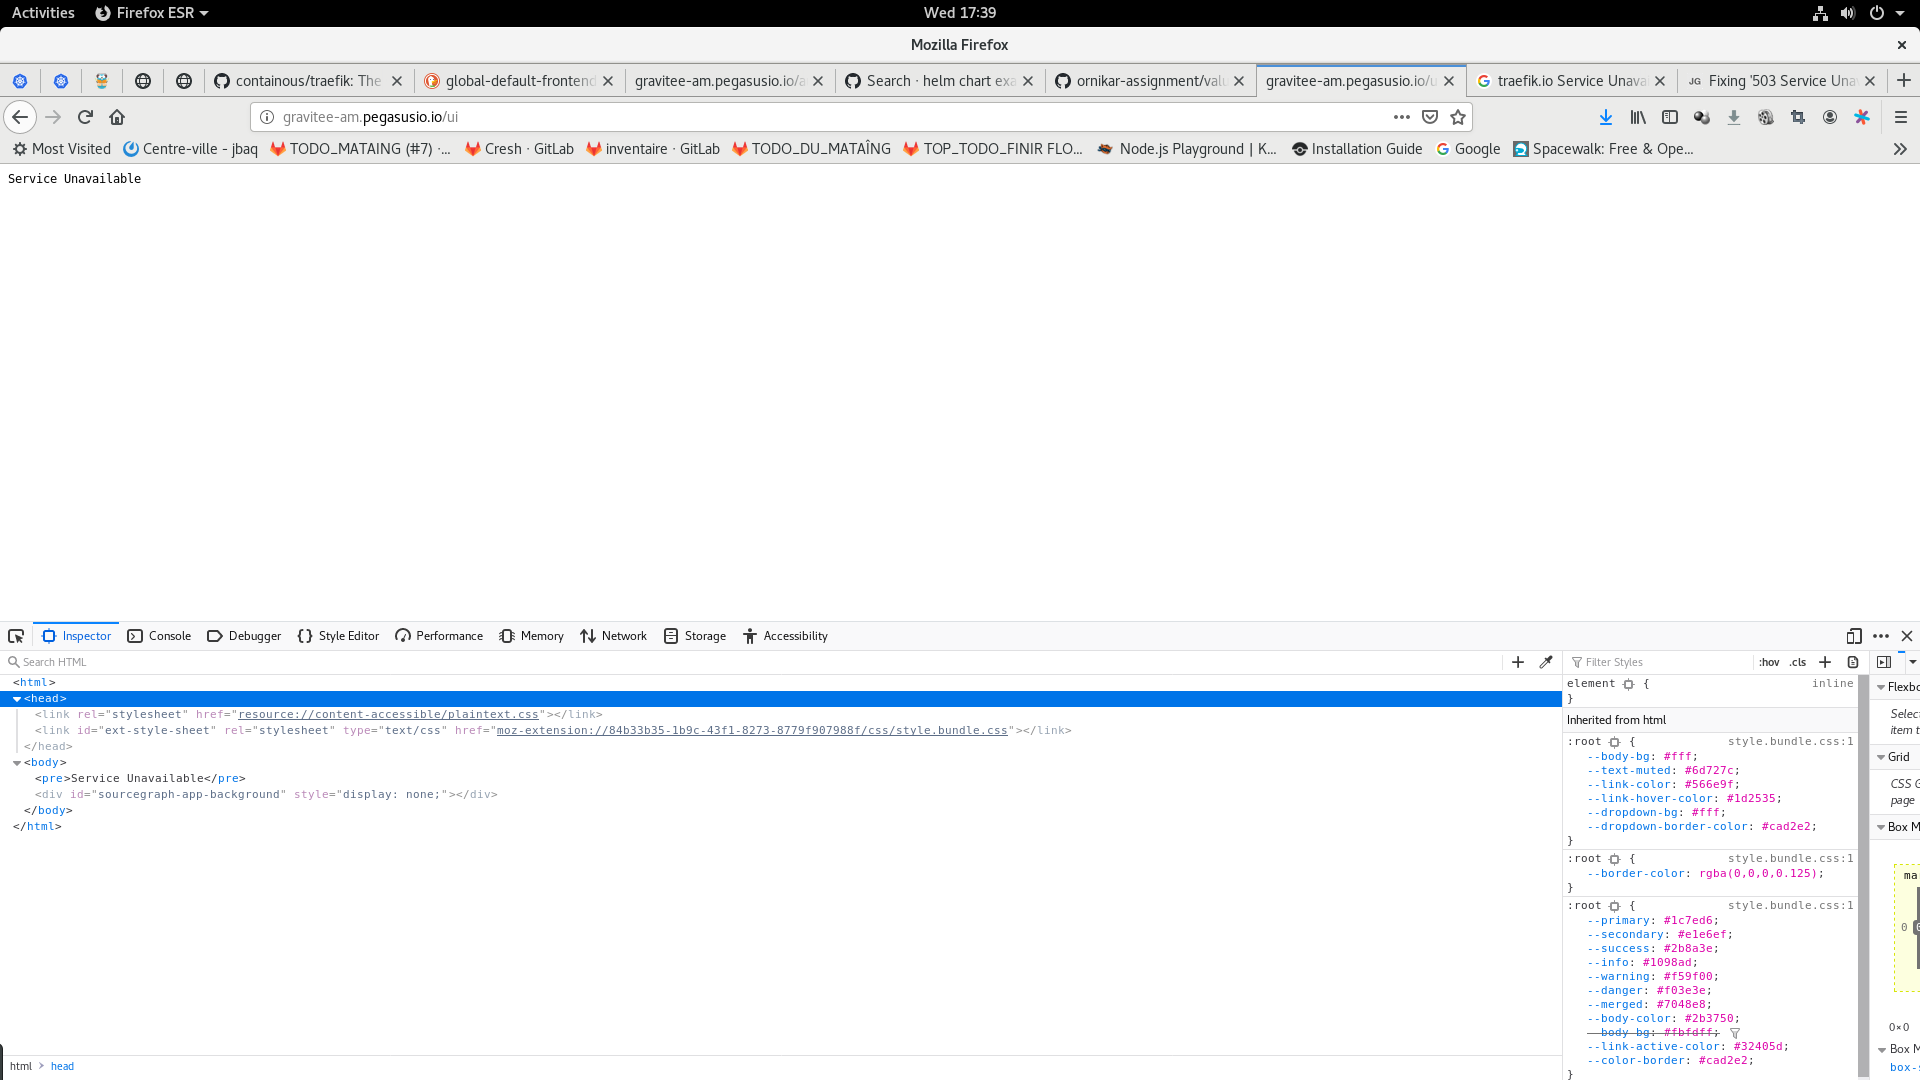 Activities Firefox ESR Wed 17:39
Mozilla Firefox
containous/traefik: The global-default-frontend gravitee-am.pegasusio.io/a Search · helm chart exa ornikar-assignment/valu gravitee-am.pegasusio.io/u traefik.io Service Unavai JG Fixing '503 Service Una
gravitee-am.pegasusio.io/ui
Most Visited Centre-ville - jbaq TODO_MATAING (#7) ·... Cresh · GitLab inventaire · GitLab TODO_DU_MATAÎNG TOP_TODO_FINIR FLO... Node.js Playground | K... Installation Guide Google Spacewalk: Free & Ope...
Service Unavailable
Inspector Console Debugger Style Editor Performance Memory Network Storage Accessibility
Search HTML
<html>
<head>
<link rel="stylesheet" href="resource://content-accessible/plaintext.css"></link>
<link id="ext-style-sheet" rel="stylesheet" type="text/css" href="moz-extension://84b33b35-1b9c-43f1-8273-8779f907988f/css/style.bundle.css"></link>
</head>
<body>
<pre>Service Unavailable</pre>
<div id="sourcegraph-app-background" style="display: none;"></div>
</body>
</html>
html > head
Filter Styles :hov .cls
element { inline
}
Inherited from html
:root { style.bundle.css:1
--body-bg: #fff;
--text-muted: #6d727c;
--link-color: #566e9f;
--link-hover-color: #1d2535;
--dropdown-bg: #fff;
--dropdown-border-color: #cad2e2;
}
:root { style.bundle.css:1
--border-color: rgba(0,0,0,0.125);
}
:root { style.bundle.css:1
--primary: #1c7ed6;
--secondary: #e1e6ef;
--success: #2b8a3e;
--info: #1098ad;
--warning: #f59f00;
--danger: #f03e3e;
--merged: #7048e8;
--body-color: #2b3750;
--body-bg: #fbfdff;
--link-active-color: #32405d;
--color-border: #cad2e2;
}
Flexbo
Selec
item t
Grid
CSS G
page
Box M
ma
0 0
0×0
Box M
box-s